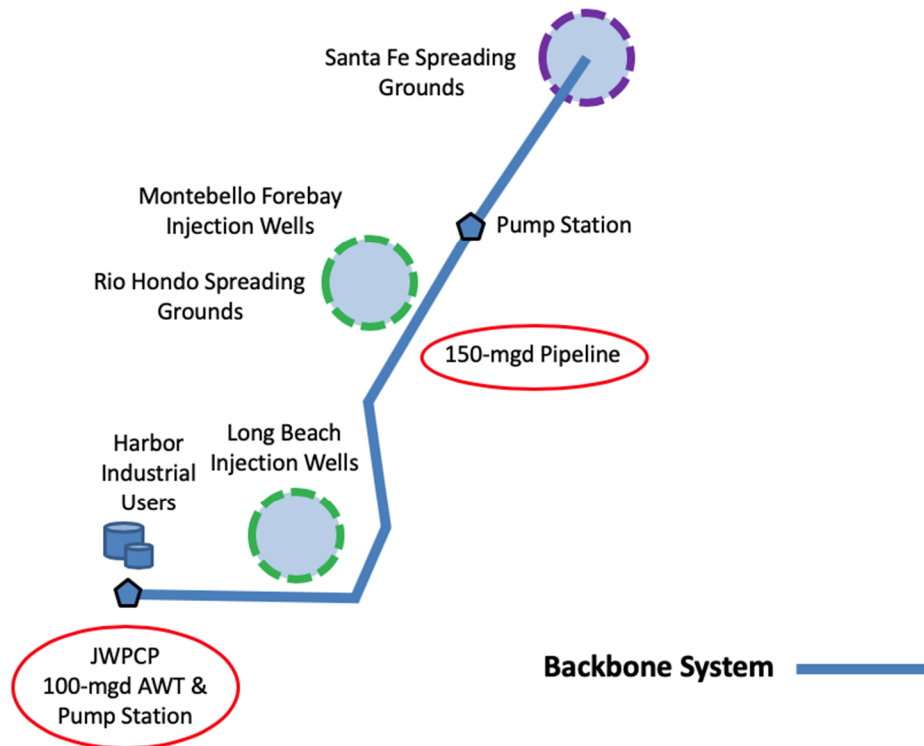 Santa Fe Spreading
Grounds
Montebello Forebay
Injection Wells
Pump Station
Rio Hondo Spreading
Grounds
150-mgd Pipeline
Long Beach
Injection Wells
Harbor
Industrial
Users
JWPCP
100-mgd AWT &
Pump Station
Backbone System